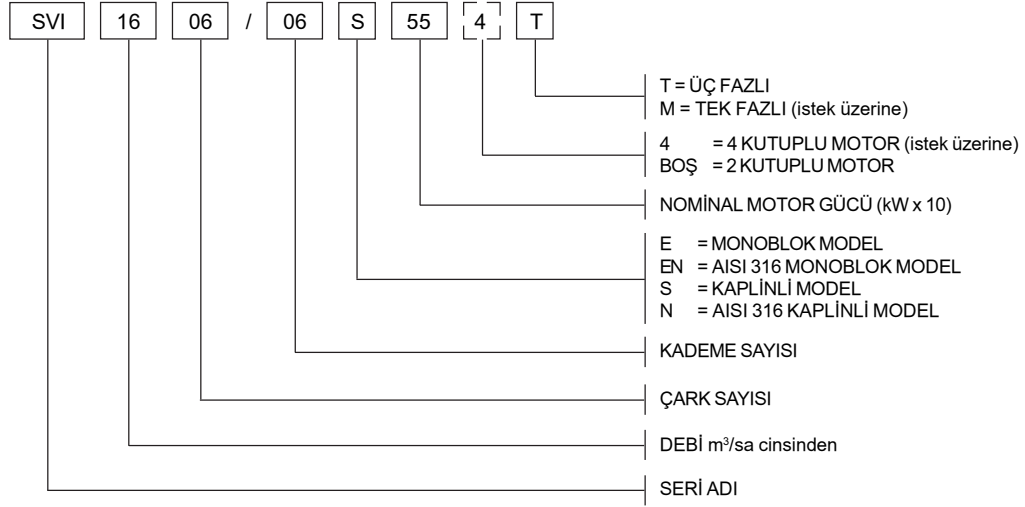 SVI 16 06 / 06 S 55 4 T
T = ÜÇ FAZLI
M = TEK FAZLI (istek üzerine)
4 = 4 KUTUPLU MOTOR (istek üzerine)
BOŞ = 2 KUTUPLU MOTOR
NOMİNAL MOTOR GÜCÜ (kW x 10)
E = MONOBLOK MODEL
EN = AISI 316 MONOBLOK MODEL
S = KAPLİNLİ MODEL
N = AISI 316 KAPLİNLİ MODEL
KADEME SAYISI
ÇARK SAYISI
DEBİ m³/sa cinsinden
SERİ ADI